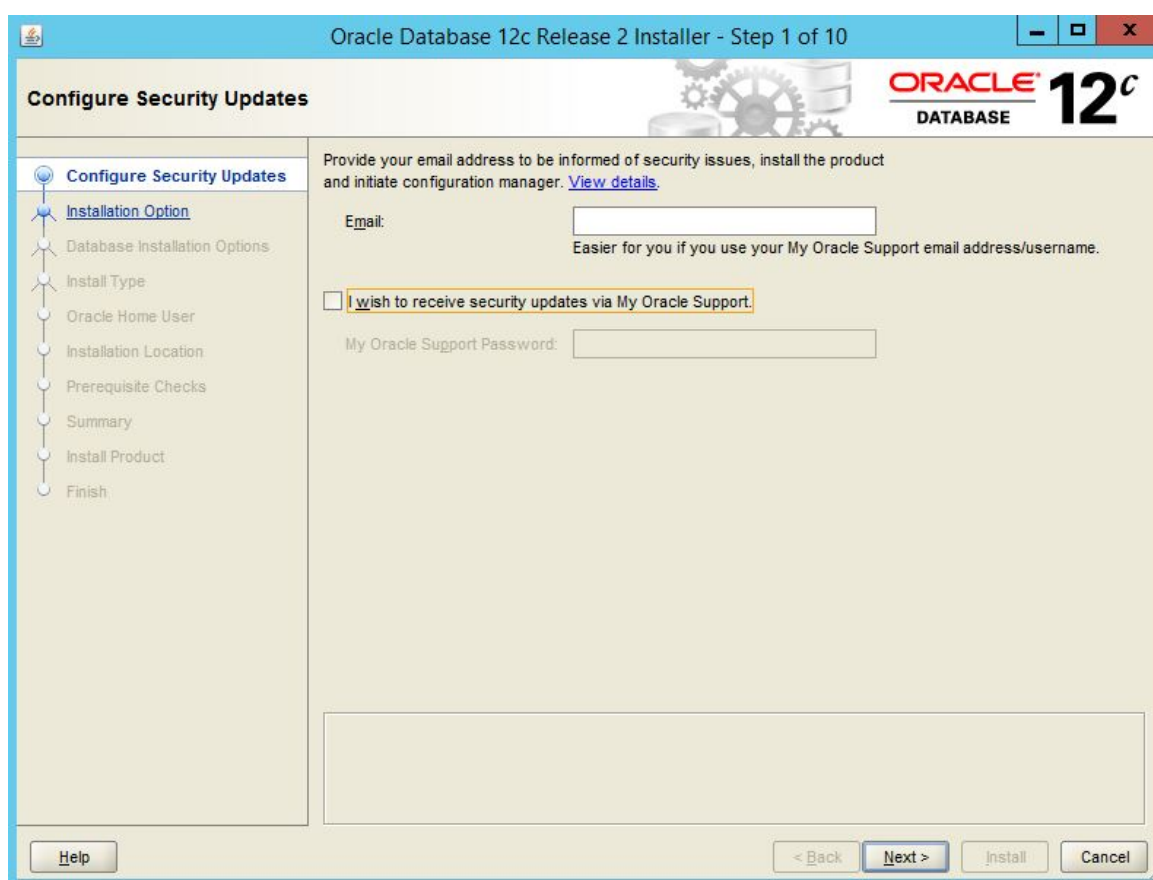 Oracle Database 12c Release 2 Installer - Step 1 of 10
Configure Security Updates
ORACLE
DATABASE
12c
Configure Security Updates
Installation Option
Database Installation Options
Install Type
Oracle Home User
Installation Location
Prerequisite Checks
Summary
Install Product
Finish
Provide your email address to be informed of security issues, install the product
and initiate configuration manager. View details.
Email:
Easier for you if you use your My Oracle Support email address/username.
I wish to receive security updates via My Oracle Support.
My Oracle Support Password:
Help
< Back
Next >
Install
Cancel